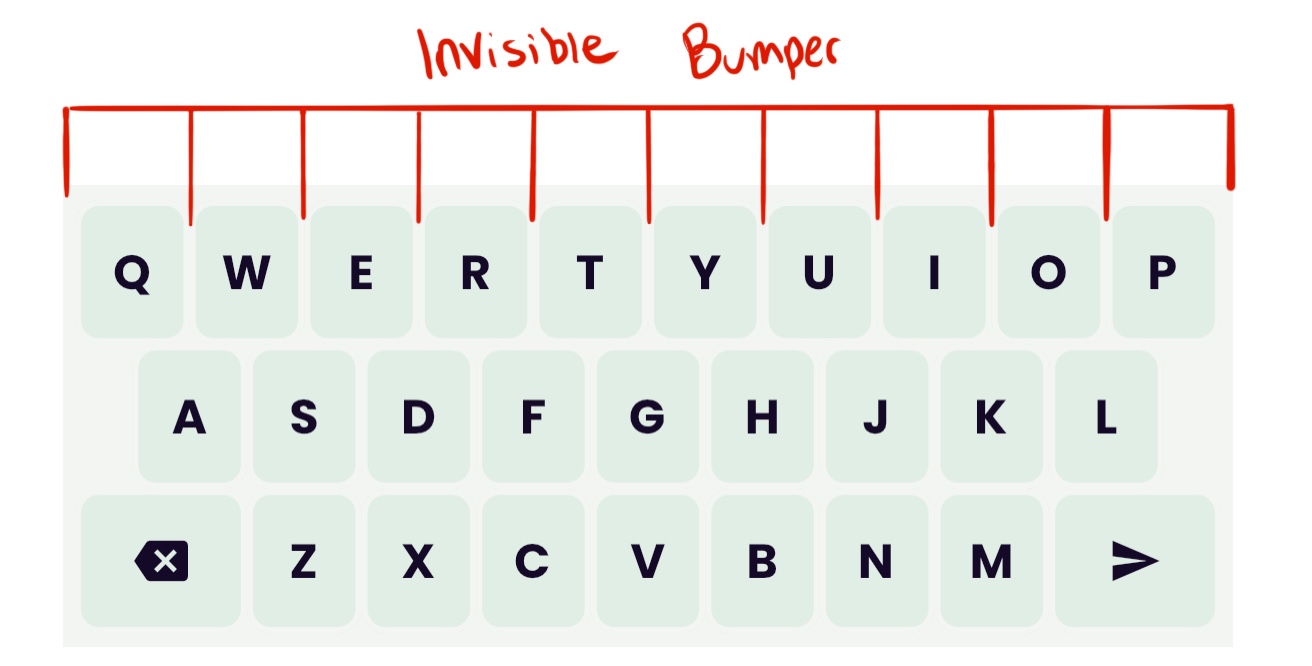 Invisible Bumper
Q W E R T Y U I O P
A S D F G H J K L
Z X C V B N M